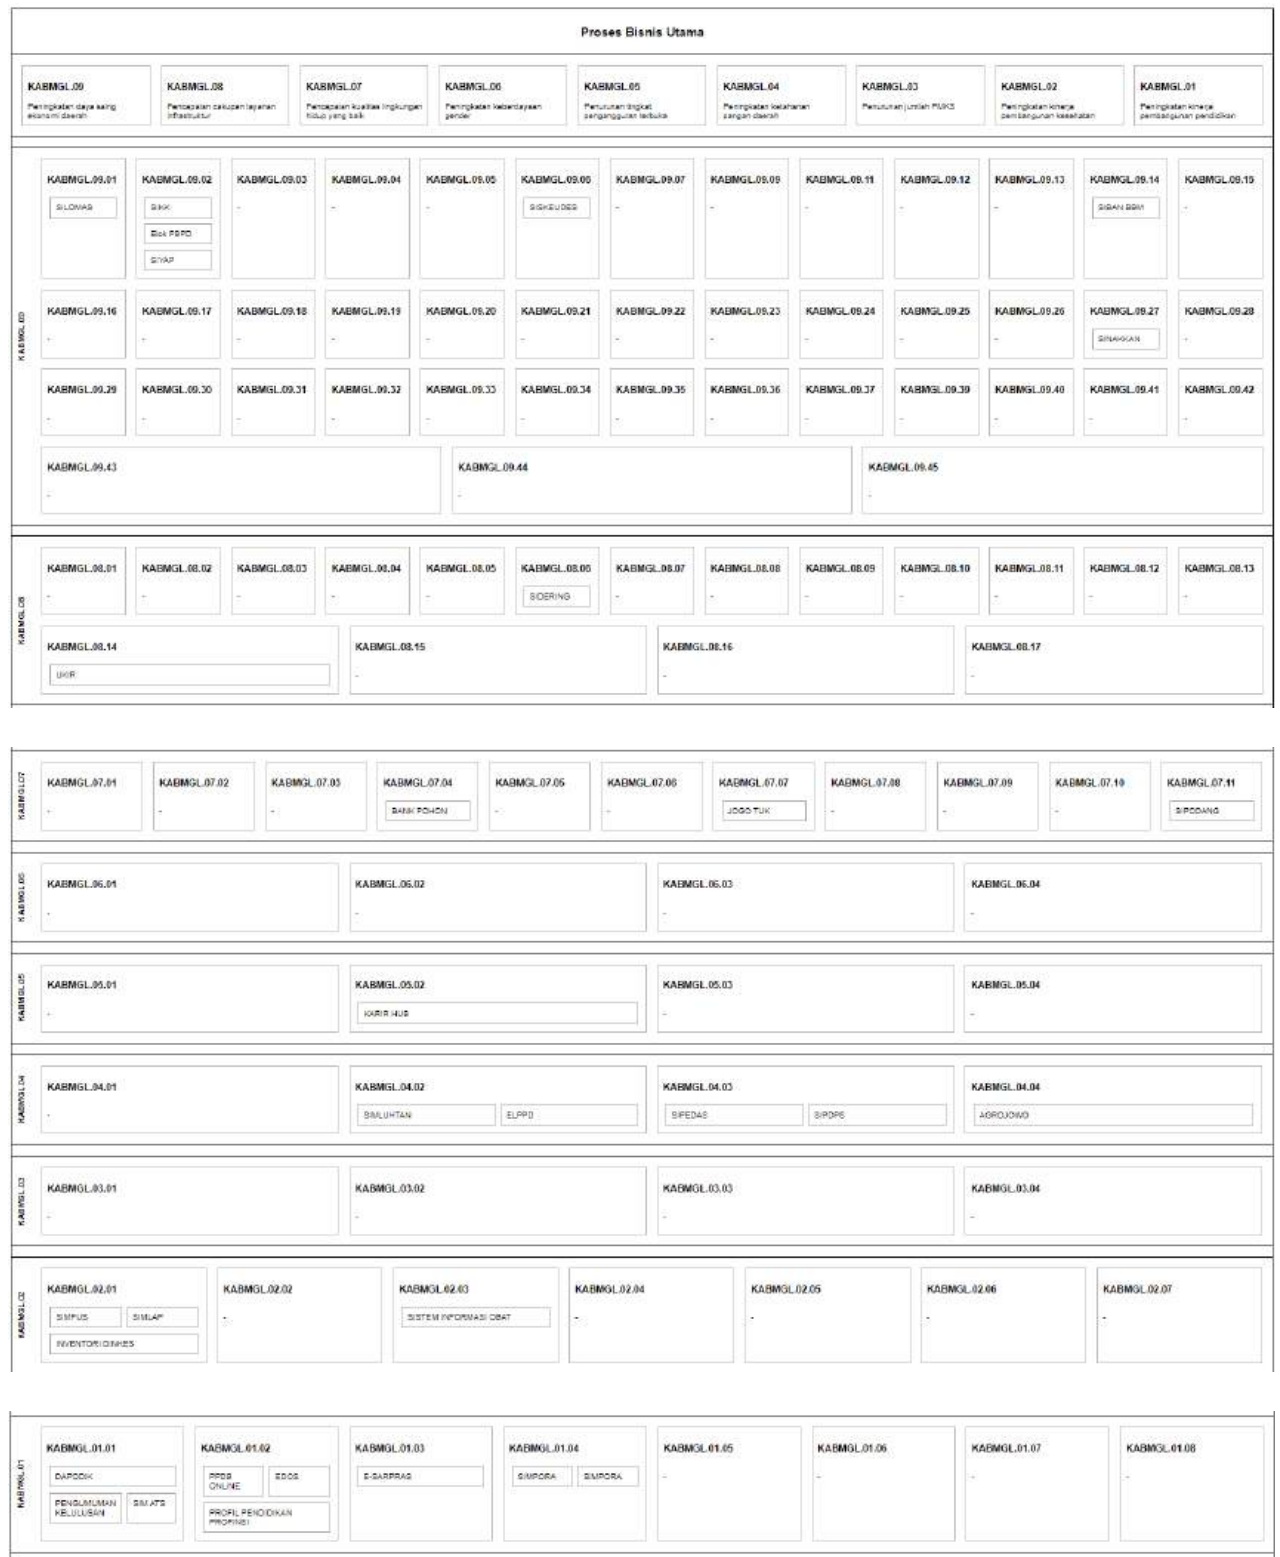 Proses Bisnis Utama
KABMGL.09
Peningkatan daya saing
ekonomi daerah
KABMGL.08
Pencapaian cakupan layanan
infrastruktur
KABMGL.07
Pencapaian kualitas lingkungan
hidup yang baik
KABMGL.06
Peningkatan keberdayaan
gender
KABMGL.05
Penurunan tingkat
pengangguran terbuka
KABMGL.04
Peningkatan ketahanan
pangan daerah
KABMGL.03
Penurunan jumlah PMKS
KABMGL.02
Peningkatan kinerja
pembangunan kesehatan
KABMGL.01
Peningkatan kinerja
pembangunan pendidikan
KABMGL.09
KABMGL.09.01
SILOMAS
KABMGL.09.02
Elok PBPD
SIYAP
KABMGL.09.03
-
KABMGL.09.04
-
KABMGL.09.05
-
KABMGL.09.06
SISKEUDES
KABMGL.09.07
-
KABMGL.09.09
-
KABMGL.09.11
-
KABMGL.09.12
-
KABMGL.09.13
-
KABMGL.09.14
SIBAN BBM
KABMGL.09.15
-
KABMGL.09.16
-
KABMGL.09.17
-
KABMGL.09.18
-
KABMGL.09.19
-
KABMGL.09.20
-
KABMGL.09.21
-
KABMGL.09.22
-
KABMGL.09.23
-
KABMGL.09.24
-
KABMGL.09.25
-
KABMGL.09.26
-
KABMGL.09.27
SINAKKAN
KABMGL.09.28
-
KABMGL.09.29
-
KABMGL.09.30
-
KABMGL.09.31
-
KABMGL.09.32
-
KABMGL.09.33
-
KABMGL.09.34
-
KABMGL.09.35
-
KABMGL.09.36
-
KABMGL.09.37
-
KABMGL.09.39
-
KABMGL.09.40
-
KABMGL.09.41
-
KABMGL.09.42
-
KABMGL.09.43
-
KABMGL.09.44
-
KABMGL.09.45
-
KABMGL.08
KABMGL.08.01
-
KABMGL.08.02
-
KABMGL.08.03
-
KABMGL.08.04
-
KABMGL.08.05
-
KABMGL.08.06
SIDERING
KABMGL.08.07
-
KABMGL.08.08
-
KABMGL.08.09
-
KABMGL.08.10
-
KABMGL.08.11
-
KABMGL.08.12
-
KABMGL.08.13
-
KABMGL.08.14
UKIR
KABMGL.08.15
-
KABMGL.08.16
-
KABMGL.08.17
-
KABMGL.07
KABMGL.07.01
-
KABMGL.07.02
-
KABMGL.07.03
-
KABMGL.07.04
BANK POHON
KABMGL.07.05
-
KABMGL.07.06
-
KABMGL.07.07
JOGO TUK
KABMGL.07.08
-
KABMGL.07.09
-
KABMGL.07.10
-
KABMGL.07.11
SIPEDANG
KABMGL.06
KABMGL.06.01
-
KABMGL.06.02
-
KABMGL.06.03
-
KABMGL.06.04
-
KABMGL.05
KABMGL.05.01
-
KABMGL.05.02
KARIR HUB
KABMGL.05.03
-
KABMGL.05.04
-
KABMGL.04
KABMGL.04.01
-
KABMGL.04.02
SIMLUHTAN
ELPPD
KABMGL.04.03
SIPEDAS
SIPDPS
KABMGL.04.04
AGROJOWO
KABMGL.03
KABMGL.03.01
-
KABMGL.03.02
-
KABMGL.03.03
-
KABMGL.03.04
-
KABMGL.02
KABMGL.02.01
SIMPUS
SIMLAP
INVENTORI DINKES
KABMGL.02.02
-
KABMGL.02.03
SISTEM INFORMASI OBAT
KABMGL.02.04
-
KABMGL.02.05
-
KABMGL.02.06
-
KABMGL.02.07
-
KABMGL.01
KABMGL.01.01
DAPODIK
PENGUMUMAN
KELULUSAN
SIM ATS
KABMGL.01.02
PPDB
ONLINE
EDOS
PROFIL PENDIDIKAN
PROPINSI
KABMGL.01.03
E-SARPRAS
KABMGL.01.04
SIMPORA
SIMPORA
KABMGL.01.05
-
KABMGL.01.06
-
KABMGL.01.07
-
KABMGL.01.08
-